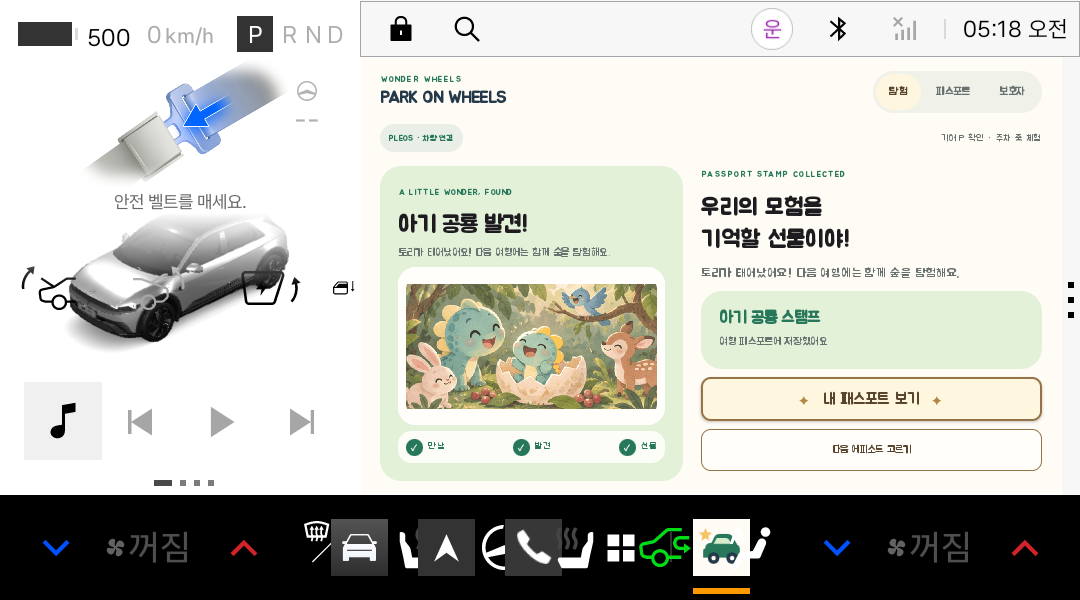 500
0 km/h
P R N D
운
05:18 오전
안전 벨트를 매세요.
WONDER WHEELS
PARK ON WHEELS
탐험
패스포트
보호자
PLEOS · 차량 연결
기어 P 확인 · 주차 중 체험
A LITTLE WONDER, FOUND
아기 공룡 발견!
토리가 태어났어요! 다음 여행에는 함께 숲을 탐험해요.
만남
발견
선물
PASSPORT STAMP COLLECTED
우리의 모험을
기억할 선물이야!
토리가 태어났어요! 다음 여행에는 함께 숲을 탐험해요.
아기 공룡 스탬프
여행 패스포트에 저장했어요
내 패스포트 보기
다음 에피소드 고르기
꺼짐
꺼짐